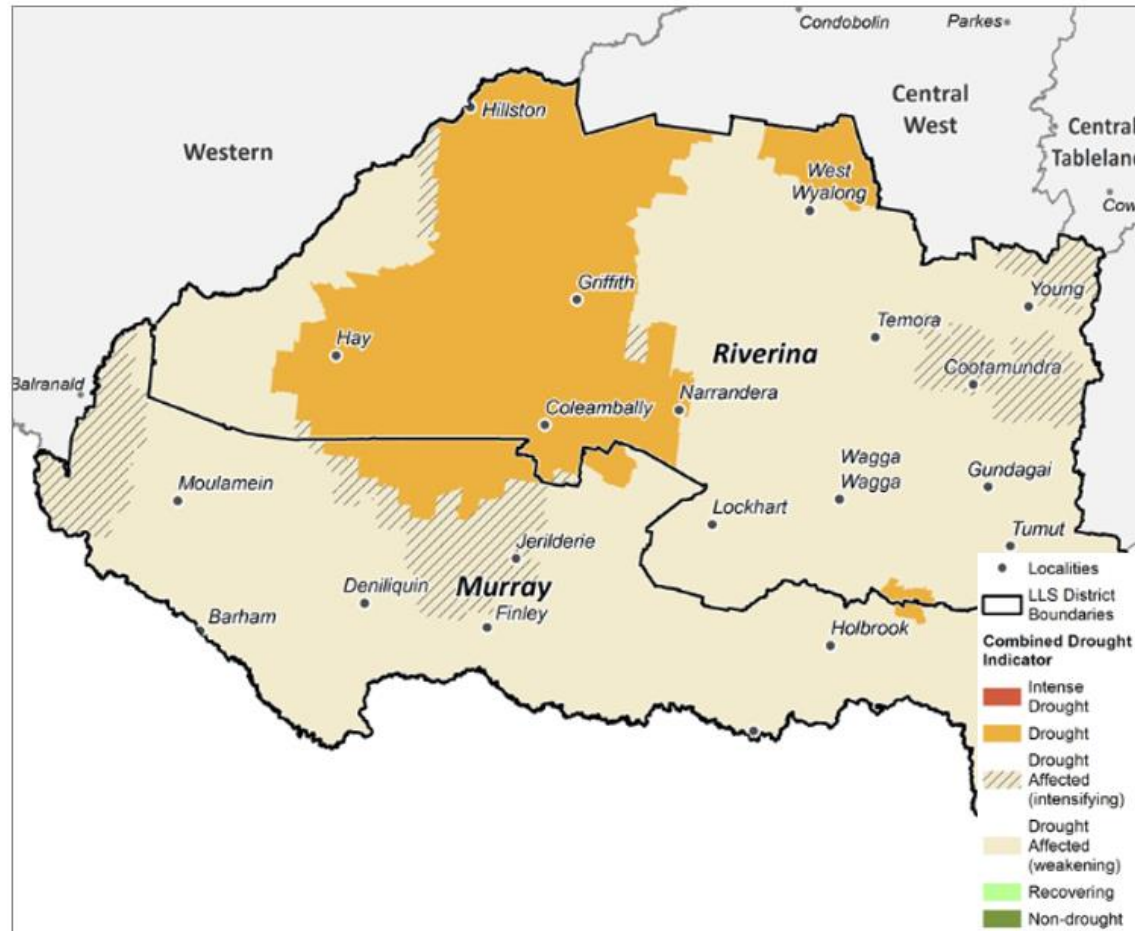 Condobolin
Parkes
Central
West
Central
Tableland
Cow
Western
Hillston
West
Wyalong
Griffith
Young
Temora
Hay
Riverina
Cootamundra
Balranald
Narrandera
Coleambally
Wagga
Wagga
Gundagai
Moulamein
Lockhart
Tumut
Jerilderie
Murray
Deniliquin
Finley
Barham
Holbrook
Localities
LLS District
Boundaries
Combined Drought
Indicator
Intense
Drought
Drought
Drought
Affected
(intensifying)
Drought
Affected
(weakening)
Recovering
Non-drought